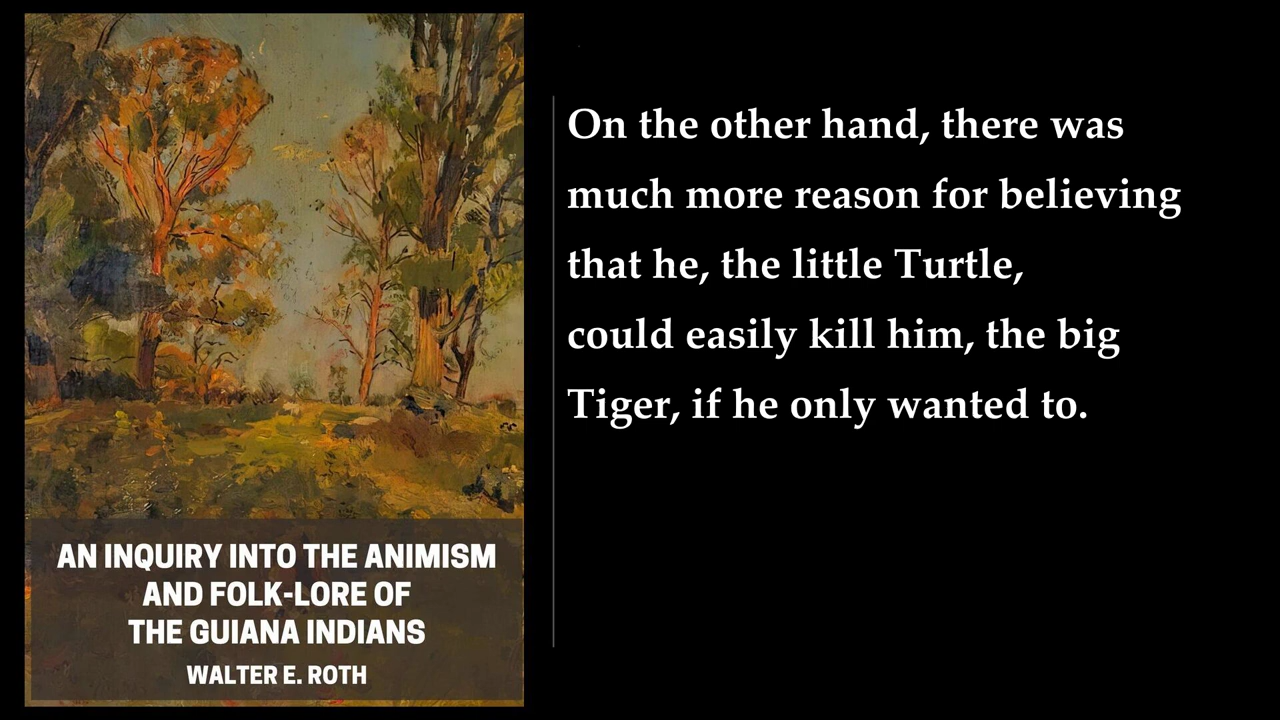 On the other hand, there was
much more reason for believing
that he, the little Turtle,
could easily kill him, the big
Tiger, if he only wanted to.
AN INQUIRY INTO THE ANIMISM
AND FOLK-LORE OF
THE GUIANA INDIANS
WALTER E. ROTH